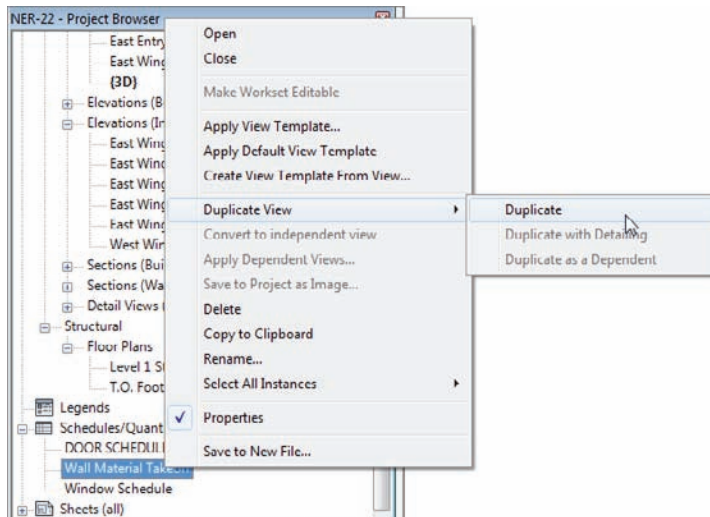 NER-22 - Project Browser
East Entry
East Wing
{3D}
Elevations (B
Elevations (In
East Wing
East Wing
East Wing
East Wing
East Wing
West Win
Sections (Bui
Sections (Wa
Detail Views (
Structural
Floor Plans
Level 1 St
T.O. Foot
Legends
Schedules/Quant
DOOR SCHEDUL
Wall Material Takeoff
Window Schedule
Sheets (all)
Open
Close
Make Workset Editable
Apply View Template...
Apply Default View Template
Create View Template From View...
Duplicate View
Convert to independent view
Apply Dependent Views...
Save to Project as Image...
Delete
Copy to Clipboard
Rename...
Select All Instances
Properties
Save to New File...
Duplicate
Duplicate with Detailing
Duplicate as a Dependent